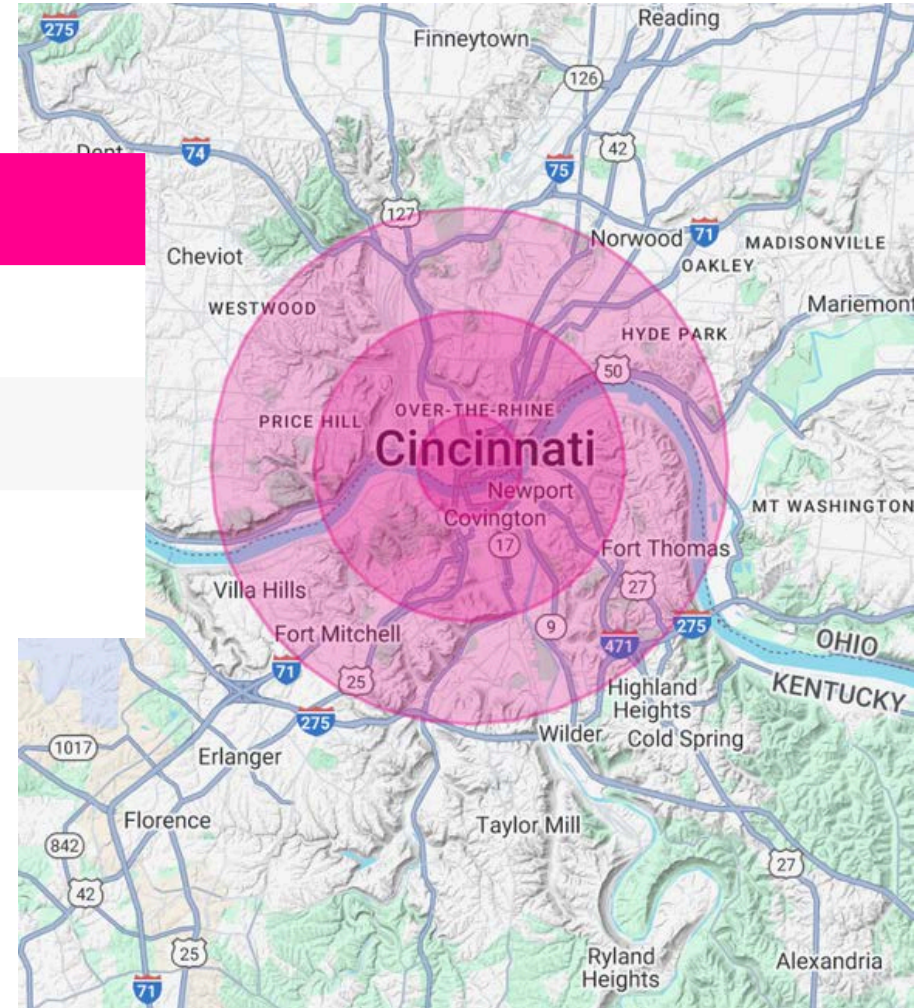 275
Finneytown
Reading
126
Dent
74
75
42
127
Cheviot
Norwood
71
MADISONVILLE
OAKLEY
WESTWOOD
Mariemont
HYDE PARK
50
PRICE HILL
OVER-THE-RHINE
Cincinnati
Newport
Covington
MT WASHINGTON
17
Fort Thomas
27
Villa Hills
Fort Mitchell
9
275
471
OHIO
71
25
KENTUCKY
Highland
Heights
275
Wilder
Cold Spring
1017
Erlanger
Florence
Taylor Mill
842
27
42
25
Ryland
Heights
Alexandria
71